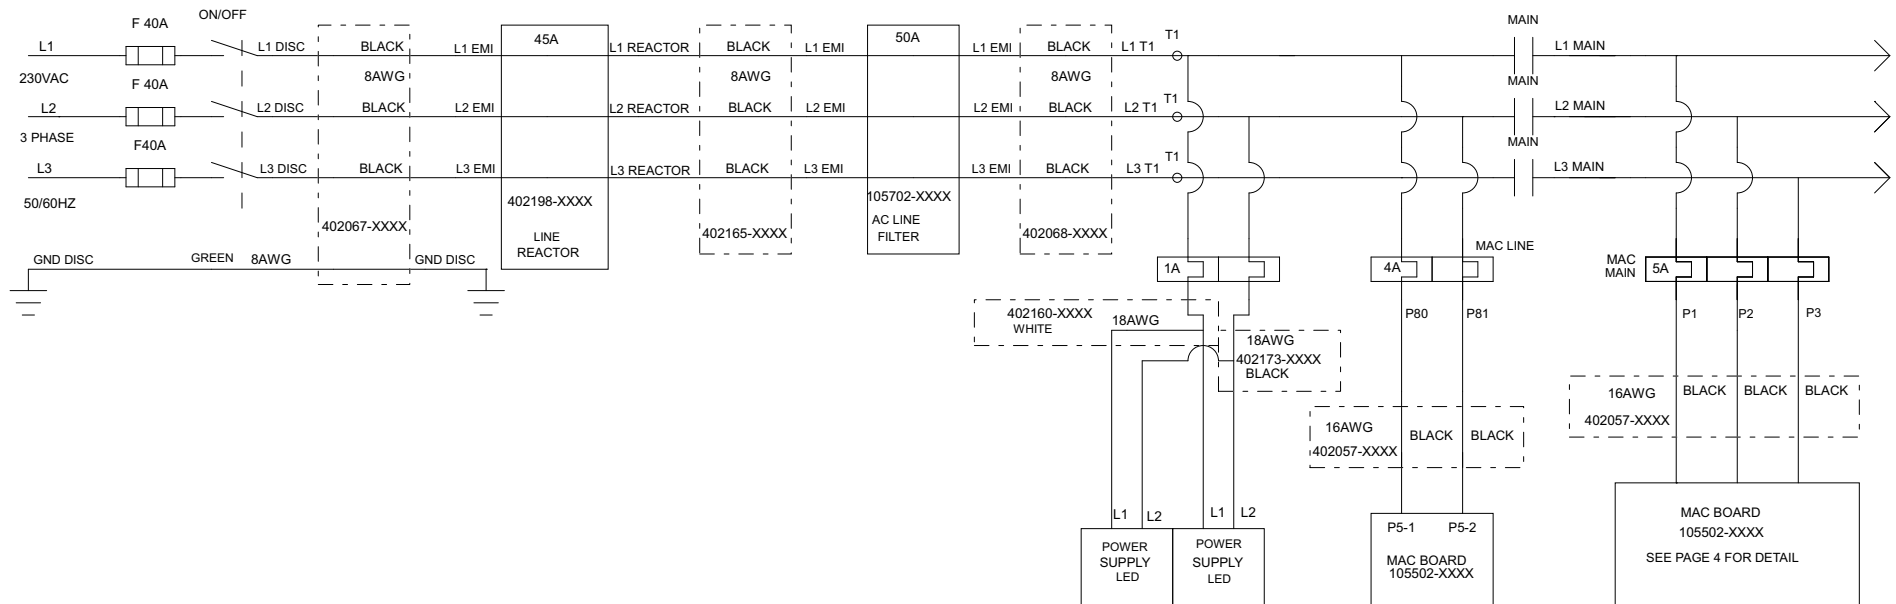 F 40A
ON/OFF
L1
L1 DISC
BLACK
L1 EMI
45A
L1 REACTOR
BLACK
L1 EMI
50A
L1 EMI
BLACK
L1 T1
T1
MAIN
L1 MAIN
230VAC
F 40A
8AWG
8AWG
8AWG
MAIN
L2
L2 DISC
BLACK
L2 EMI
L2 REACTOR
BLACK
L2 EMI
L2 EMI
BLACK
L2 T1
T1
L2 MAIN
3 PHASE
F40A
MAIN
L3
L3 DISC
BLACK
L3 EMI
L3 REACTOR
BLACK
L3 EMI
L3 EMI
BLACK
L3 T1
T1
L3 MAIN
50/60HZ
402067-XXXX
402198-XXXX
LINE
REACTOR
402165-XXXX
105702-XXXX
AC LINE
FILTER
402068-XXXX
GND DISC
GREEN
8AWG
GND DISC
1A
4A
MAC LINE
MAC
MAIN
5A
402160-XXXX
WHITE
18AWG
18AWG
402173-XXXX
BLACK
P80
P81
P1
P2
P3
16AWG
402057-XXXX
BLACK
BLACK
16AWG
402057-XXXX
BLACK
BLACK
BLACK
L1
L2
L1
L2
POWER
SUPPLY
LED
POWER
SUPPLY
LED
P5-1
P5-2
MAC BOARD
105502-XXXX
MAC BOARD
105502-XXXX
SEE PAGE 4 FOR DETAIL